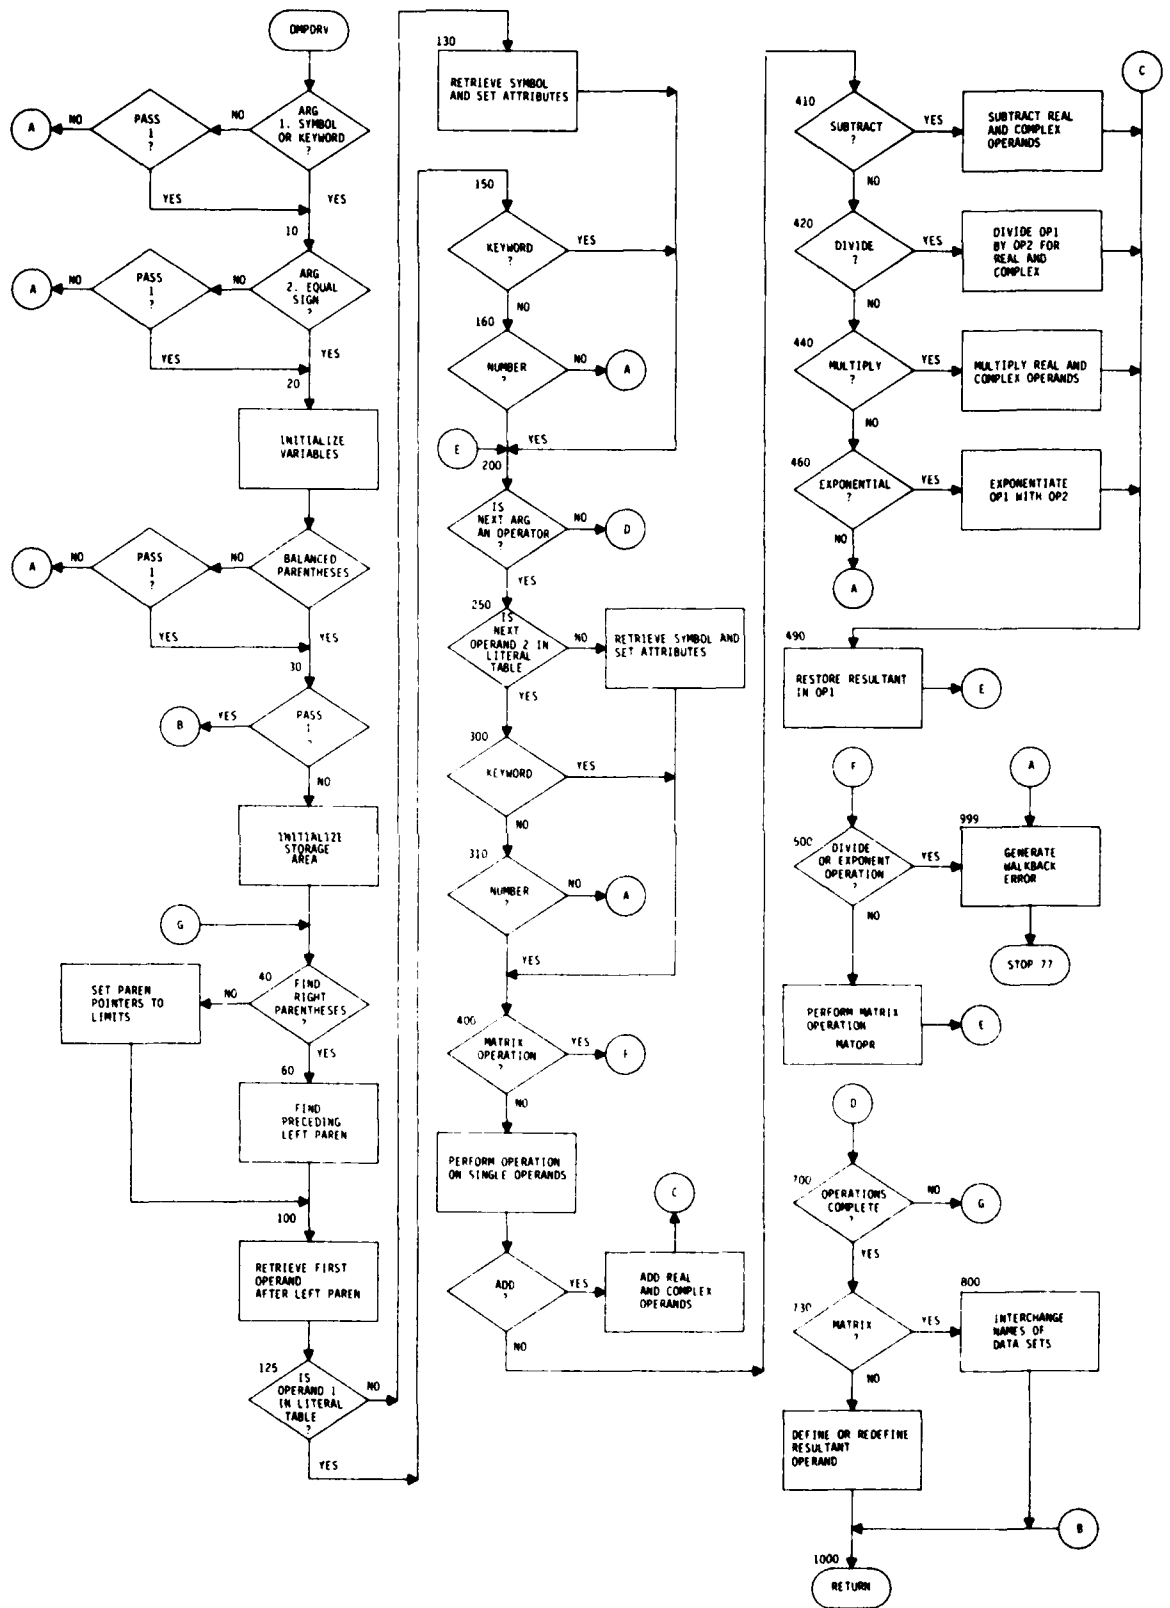 OMPDRV
ARG
1. SYMBOL
OR KEYWORD
?
NO
PASS
1
?
NO
A
YES
YES
10
ARG
2. EQUAL
SIGN
?
NO
PASS
1
?
NO
A
YES
YES
20
INITIALIZE
VARIABLES
BALANCED
PARENTHESES
NO
PASS
1
?
NO
A
YES
YES
30
PASS
1
?
YES
B
NO
INITIALIZE
STORAGE
AREA
G
40
FIND
RIGHT
PARENTHESES
?
NO
SET PAREN
POINTERS TO
LIMITS
YES
60
FIND
PRECEDING
LEFT PAREN
100
RETRIEVE FIRST
OPERAND
AFTER LEFT PAREN
125
IS
OPERAND 1
IN LITERAL
TABLE
?
NO
YES
130
RETRIEVE SYMBOL
AND SET ATTRIBUTES
150
KEYWORD
?
YES
NO
160
NUMBER
?
NO
A
YES
E
200
IS
NEXT ARG
AN OPERATOR
?
NO
D
YES
250
IS
NEXT
OPERAND 2 IN
LITERAL
TABLE
NO
RETRIEVE SYMBOL AND
SET ATTRIBUTES
YES
300
KEYWORD
YES
NO
310
NUMBER
?
NO
A
YES
400
MATRIX
OPERATION
?
YES
F
NO
PERFORM OPERATION
ON SINGLE OPERANDS
C
ADD
?
YES
ADD REAL
AND COMPLEX
OPERANDS
NO
C
410
SUBTRACT
?
YES
SUBTRACT REAL
AND COMPLEX
OPERANDS
NO
420
DIVIDE
?
YES
DIVIDE OP1
BY OP2 FOR
REAL AND
COMPLEX
NO
440
MULTIPLY
?
YES
MULTIPLY REAL AND
COMPLEX OPERANDS
NO
460
EXPONENTIAL
?
YES
EXPONENTIATE
OP1 WITH OP2
NO
A
490
RESTORE RESULTANT
IN OP1
E
F
A
500
DIVIDE
OR EXPONENT
OPERATION
?
YES
999
GENERATE
WALKBACK
ERROR
NO
STOP 77
PERFORM MATRIX
OPERATION
MATOPR
E
D
700
OPERATIONS
COMPLETE
?
NO
G
YES
730
MATRIX
?
YES
800
INTERCHANGE
NAMES OF
DATA SETS
NO
DEFINE OR REDEFINE
RESULTANT
OPERAND
B
1000
RETURN